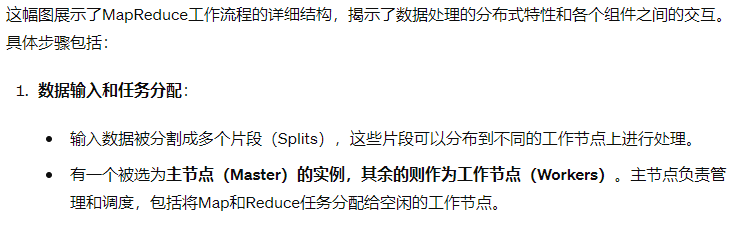 这幅图展示了MapReduce工作流程的详细结构，揭示了数据处理的分布式特性和各个组件之间的交互。
具体步骤包括：
1. 数据输入和任务分配：
• 输入数据被分割成多个片段（Splits），这些片段可以分布到不同的工作节点上进行处理。
• 有一个被选为主节点（Master）的实例，其余的则作为工作节点（Workers）。主节点负责管
理和调度，包括将Map和Reduce任务分配给空闲的工作节点。